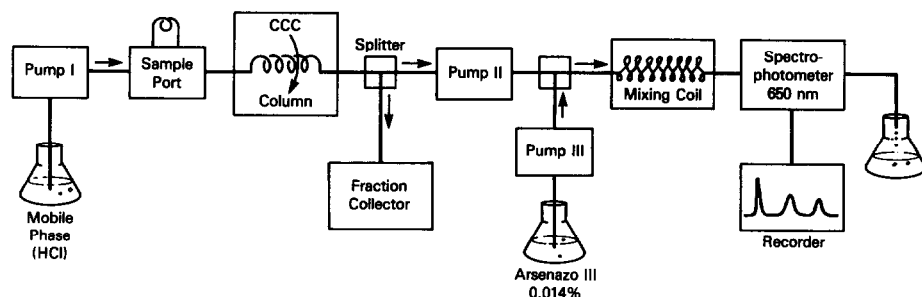 Pump I
Sample
Port
CCC
Column
Splitter
Fraction
Collector
Pump II
Pump III
Mixing Coil
Spectro-
photometer
650 nm
Recorder
Mobile
Phase
(HCl)
Arsenazo III
0.014%